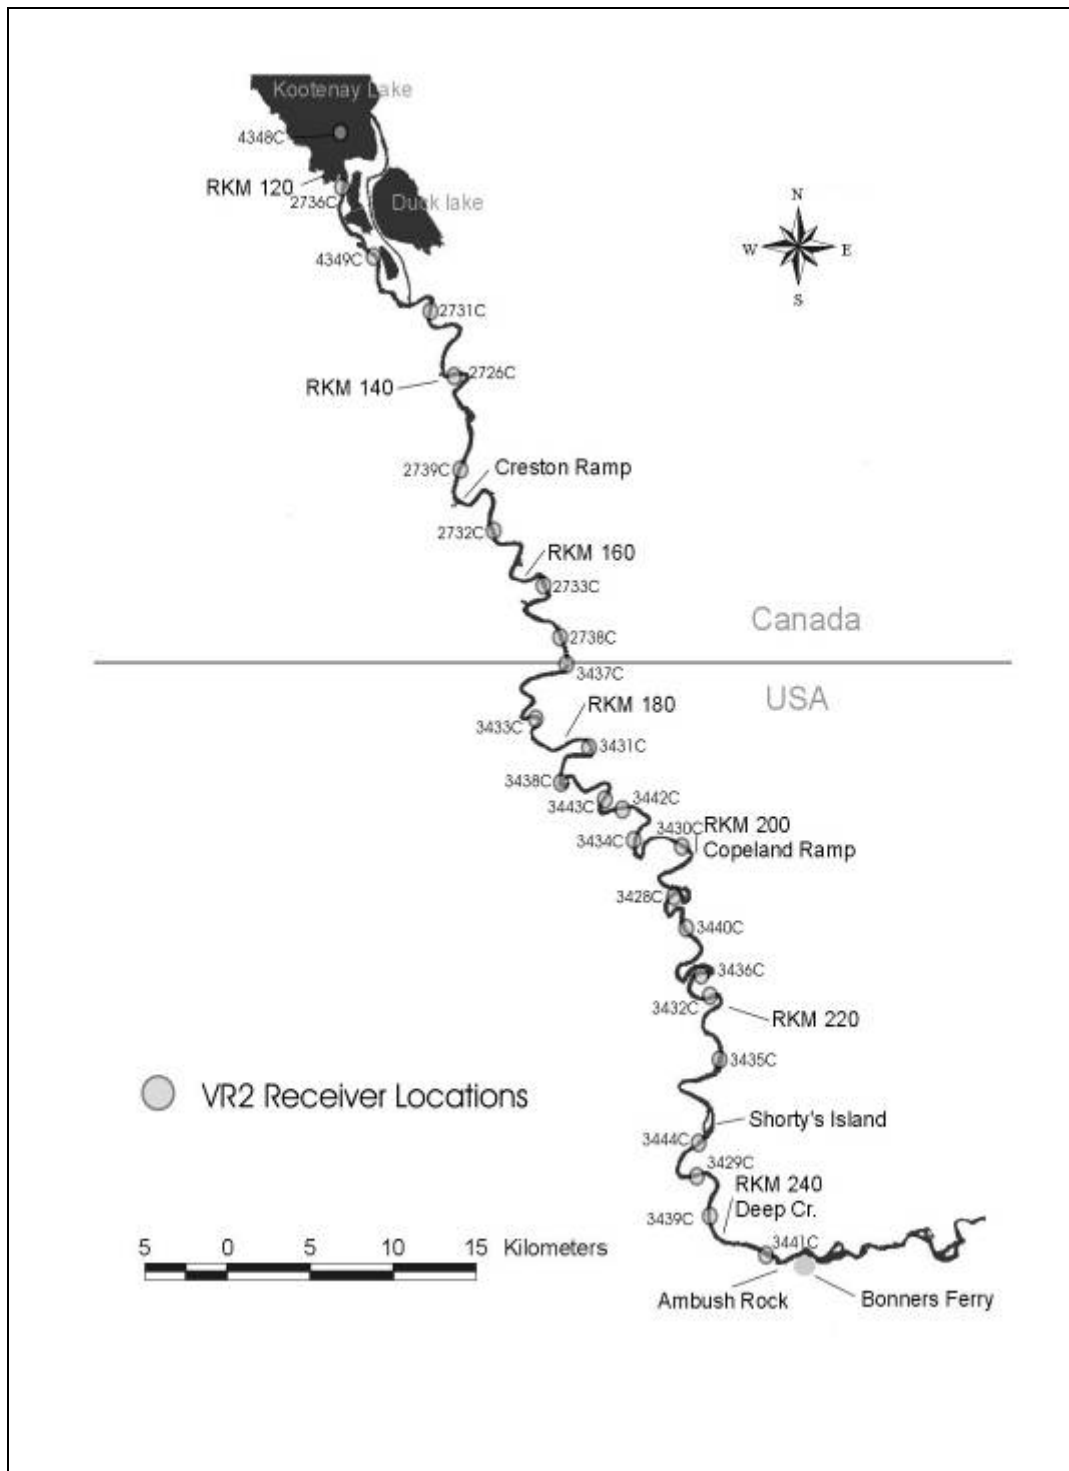 Kootenay Lake
4348C
RKM 120
2736C
Duck lake
N
W
E
S
4349C
2731C
2726C
RKM 140
2739C
Creston Ramp
2732C
RKM 160
2733C
Canada
2738C
3437C
USA
RKM 180
3433C
3431C
3438C
3443C
3442C
3434C
3430C
RKM 200
Copeland Ramp
3428C
3440C
3436C
3432C
RKM 220
3435C
VR2 Receiver Locations
Shorty's Island
3444C
3429C
RKM 240
Deep Cr.
3439C
3441C
5 0 5 10 15 Kilometers
Ambush Rock
Bonners Ferry